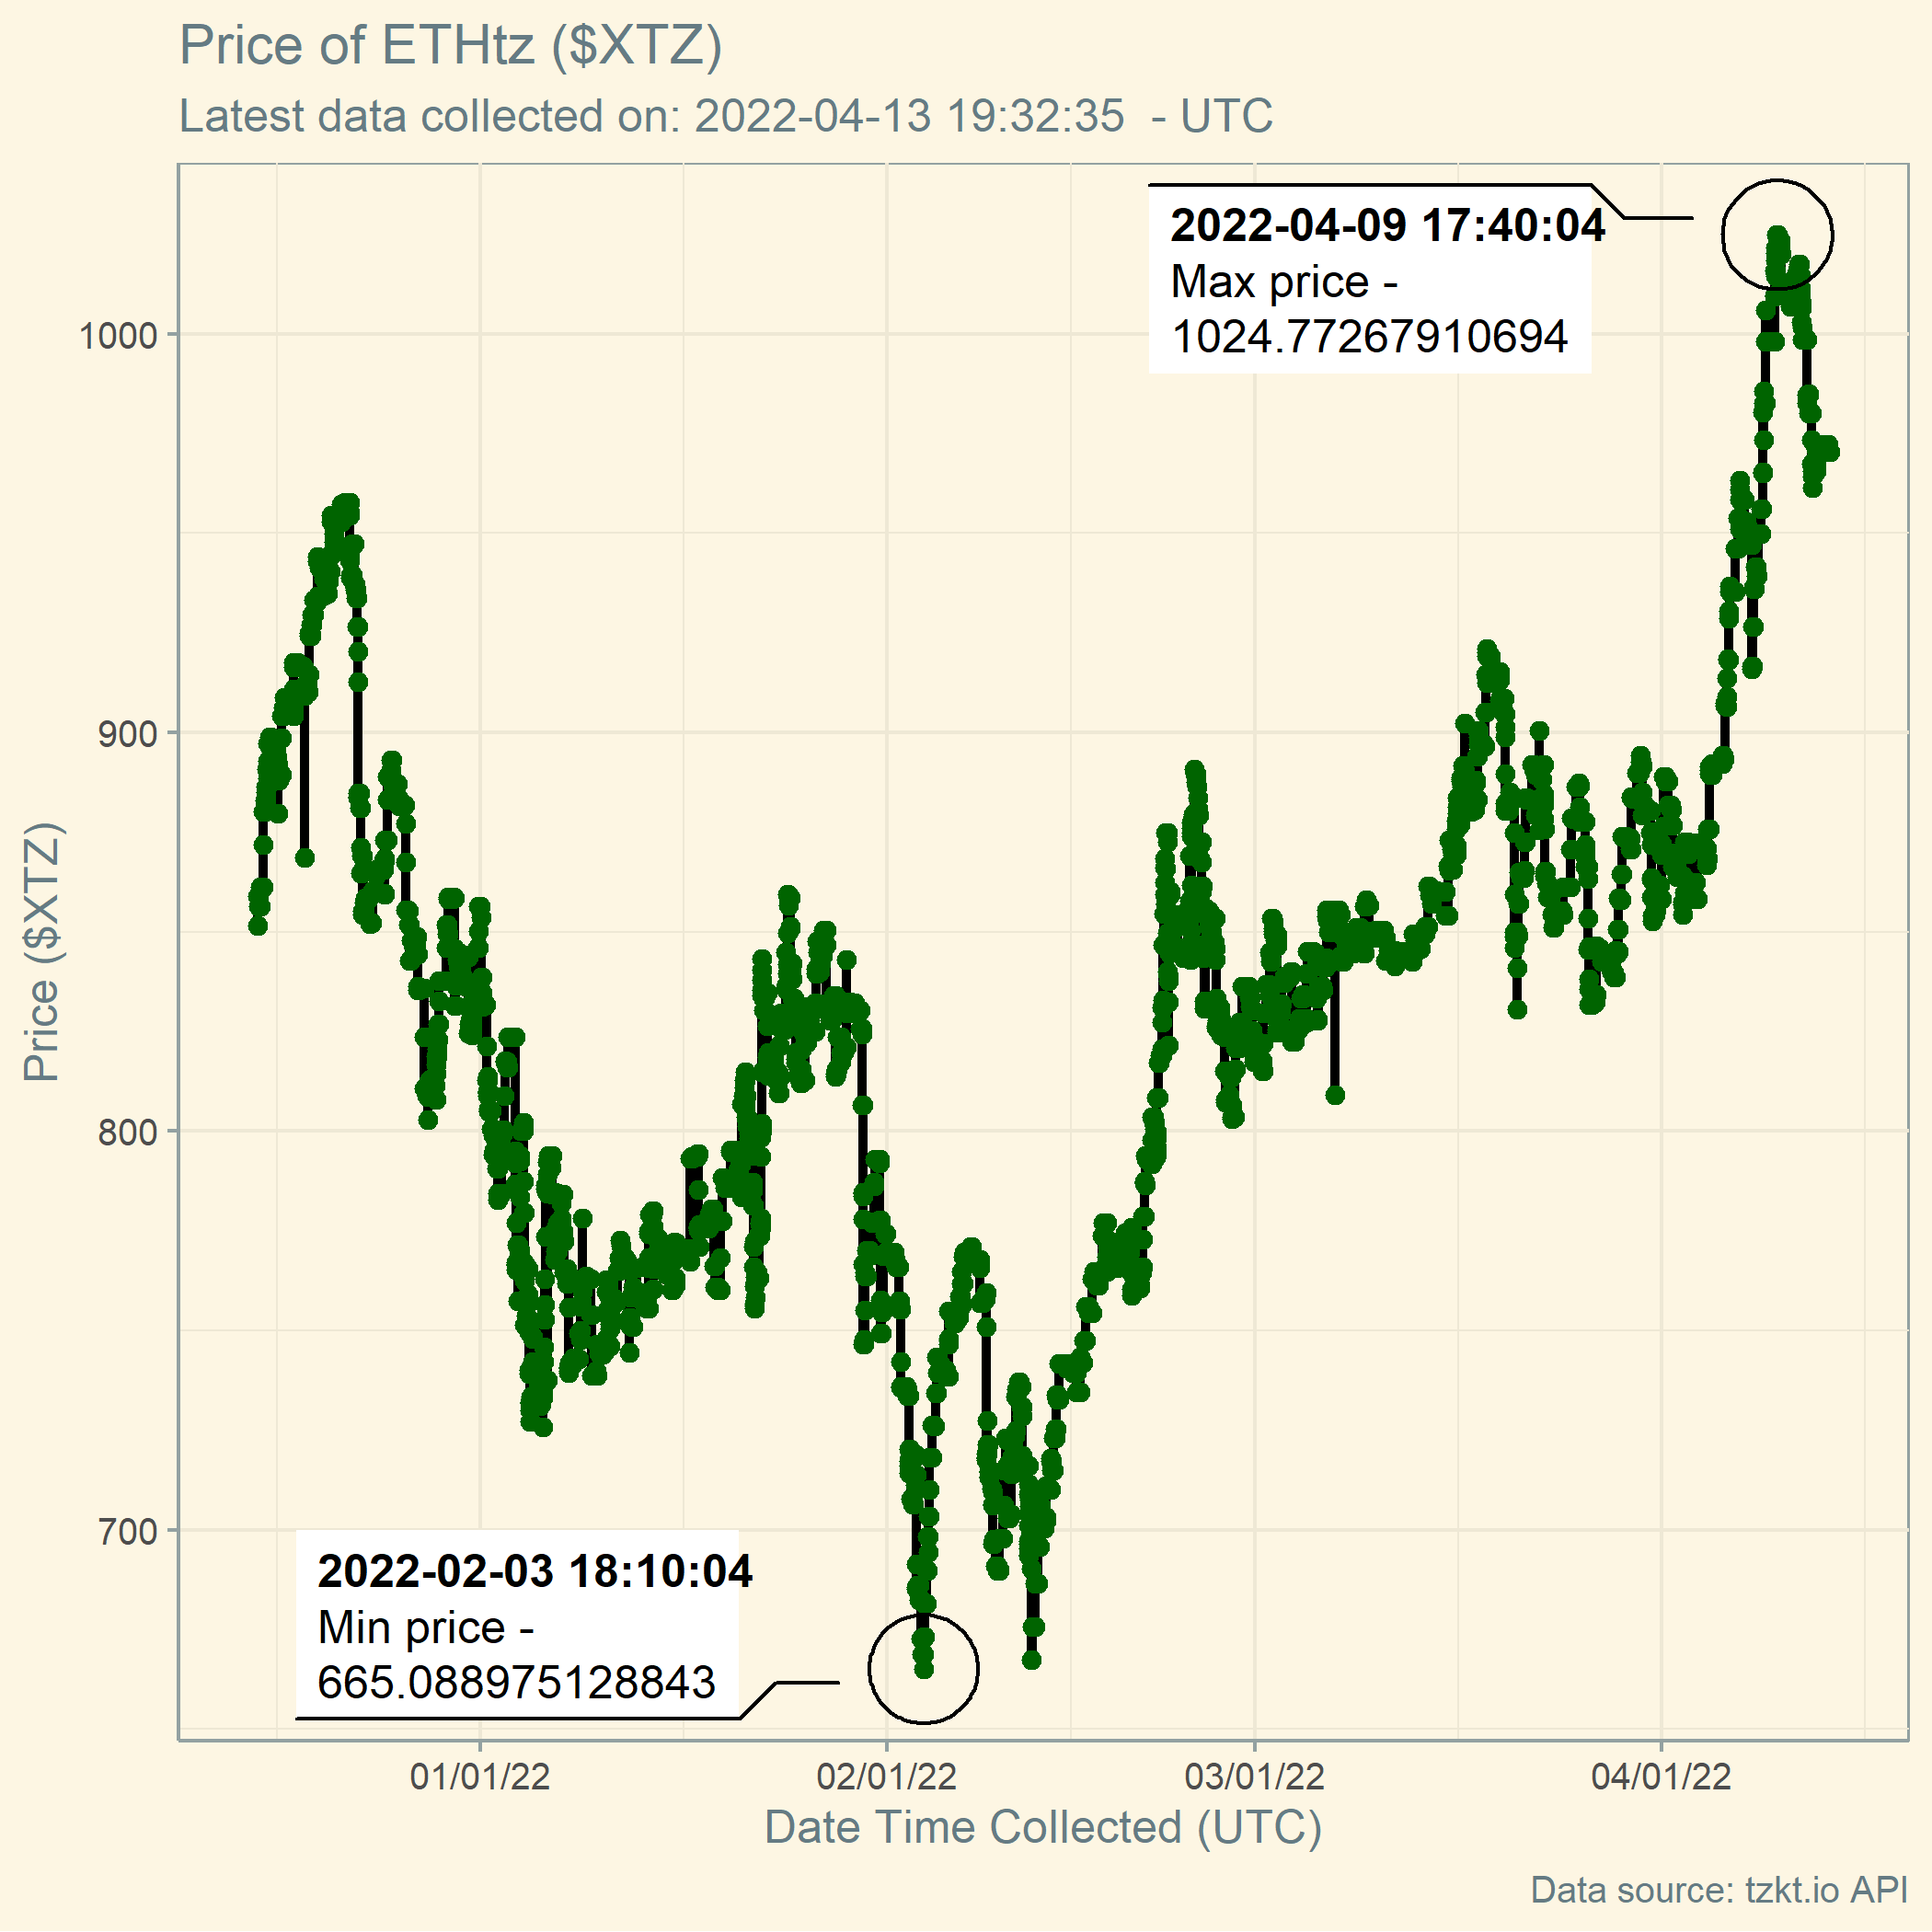 Price of ETHtz ($XTZ)
Latest data collected on: 2022-04-13 19:32:35  - UTC
2022-04-09 17:40:04
Max price -
1024.77267910694
1000
900
800
700
Price ($XTZ)
2022-02-03 18:10:04
Min price -
665.088975128843
01/01/22
02/01/22
03/01/22
04/01/22
Date Time Collected (UTC)
Data source: tzkt.io API